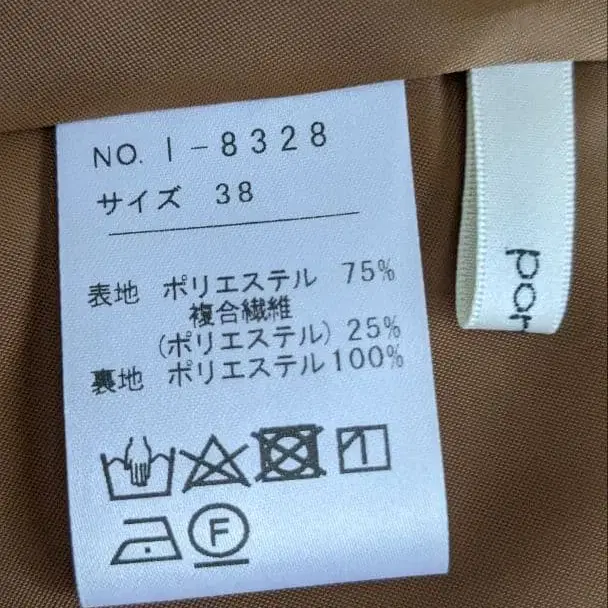 NO. I-8328
サイズ 38
表地 ポリエステル 75%
複合繊維
(ポリエステル) 25%
裏地 ポリエステル100%
F
por